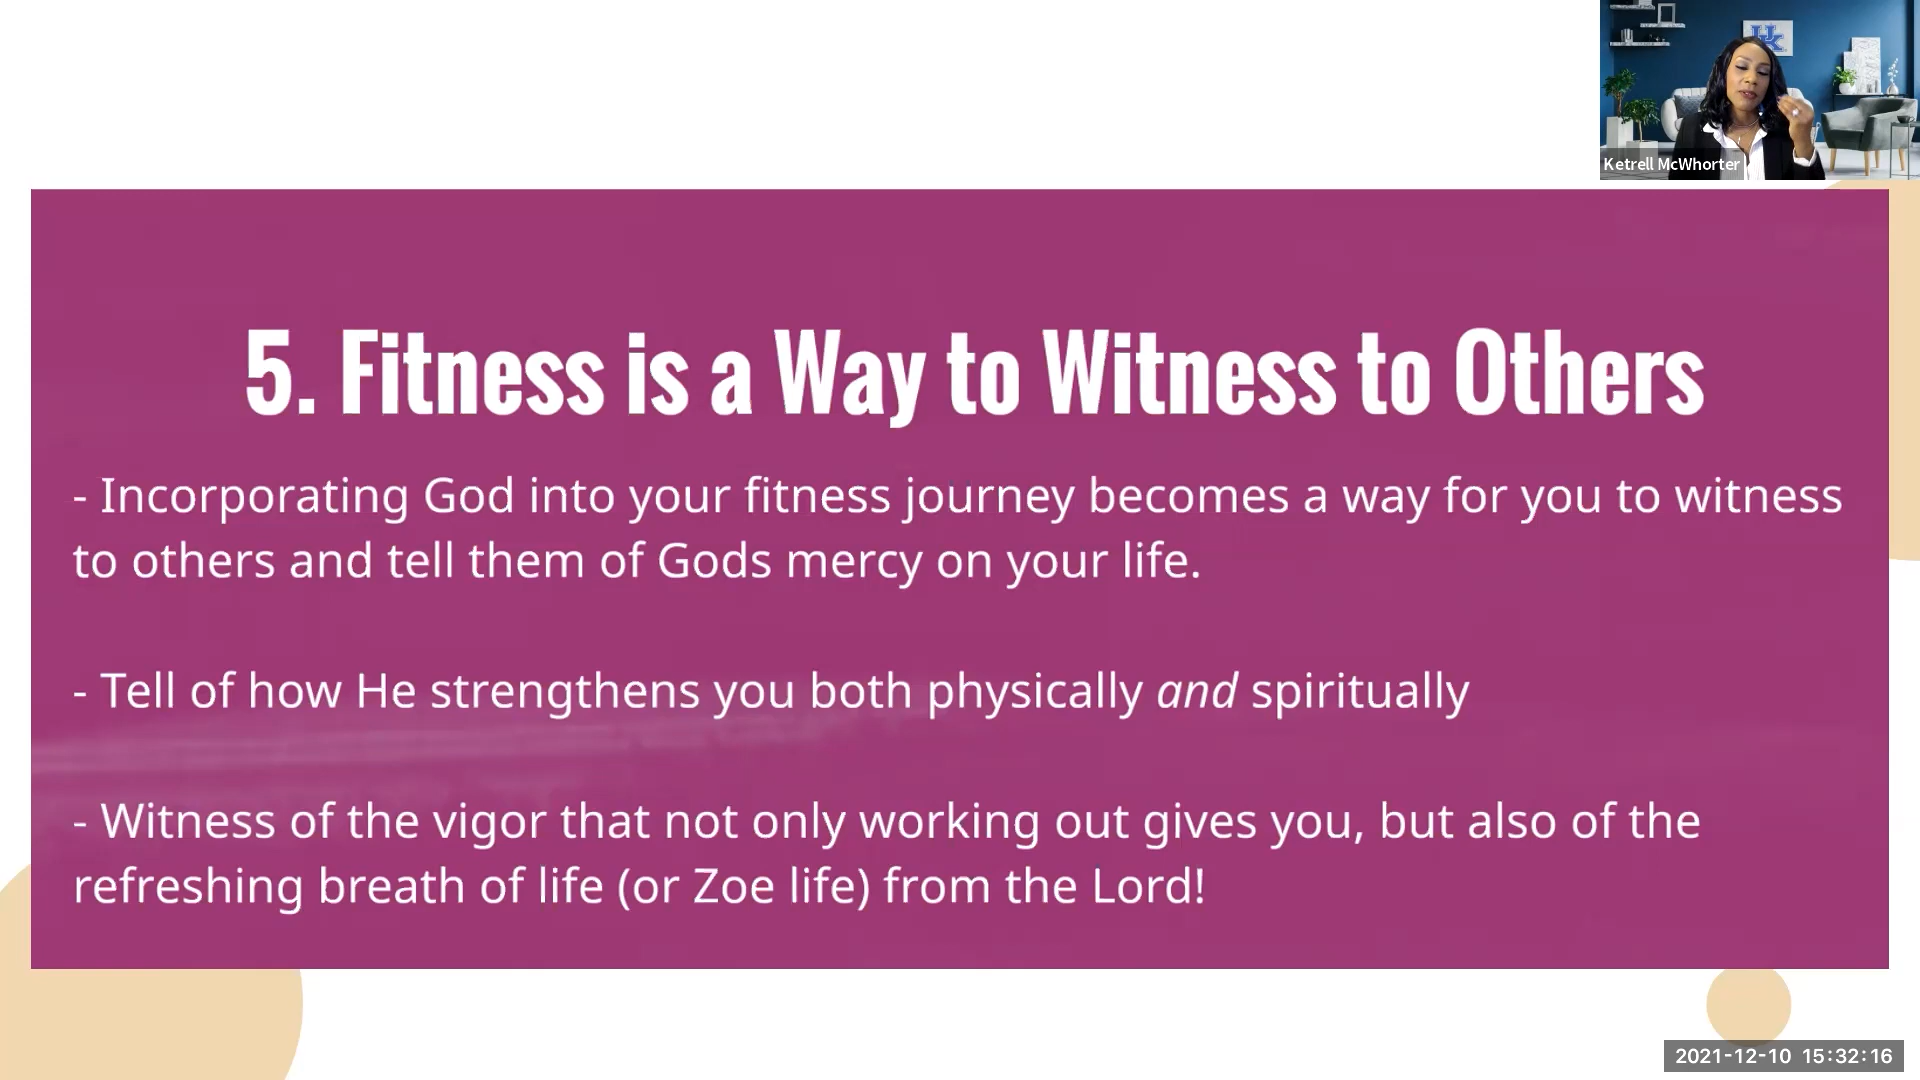 UK
Ketrell McWhorter
5. Fitness is a Way to Witness to Others
- Incorporating God into your fitness journey becomes a way for you to witness
to others and tell them of Gods mercy on your life.
- Tell of how He strengthens you both physically and spiritually
- Witness of the vigor that not only working out gives you, but also of the
refreshing breath of life (or Zoe life) from the Lord!
2021-12-10 15:32:16